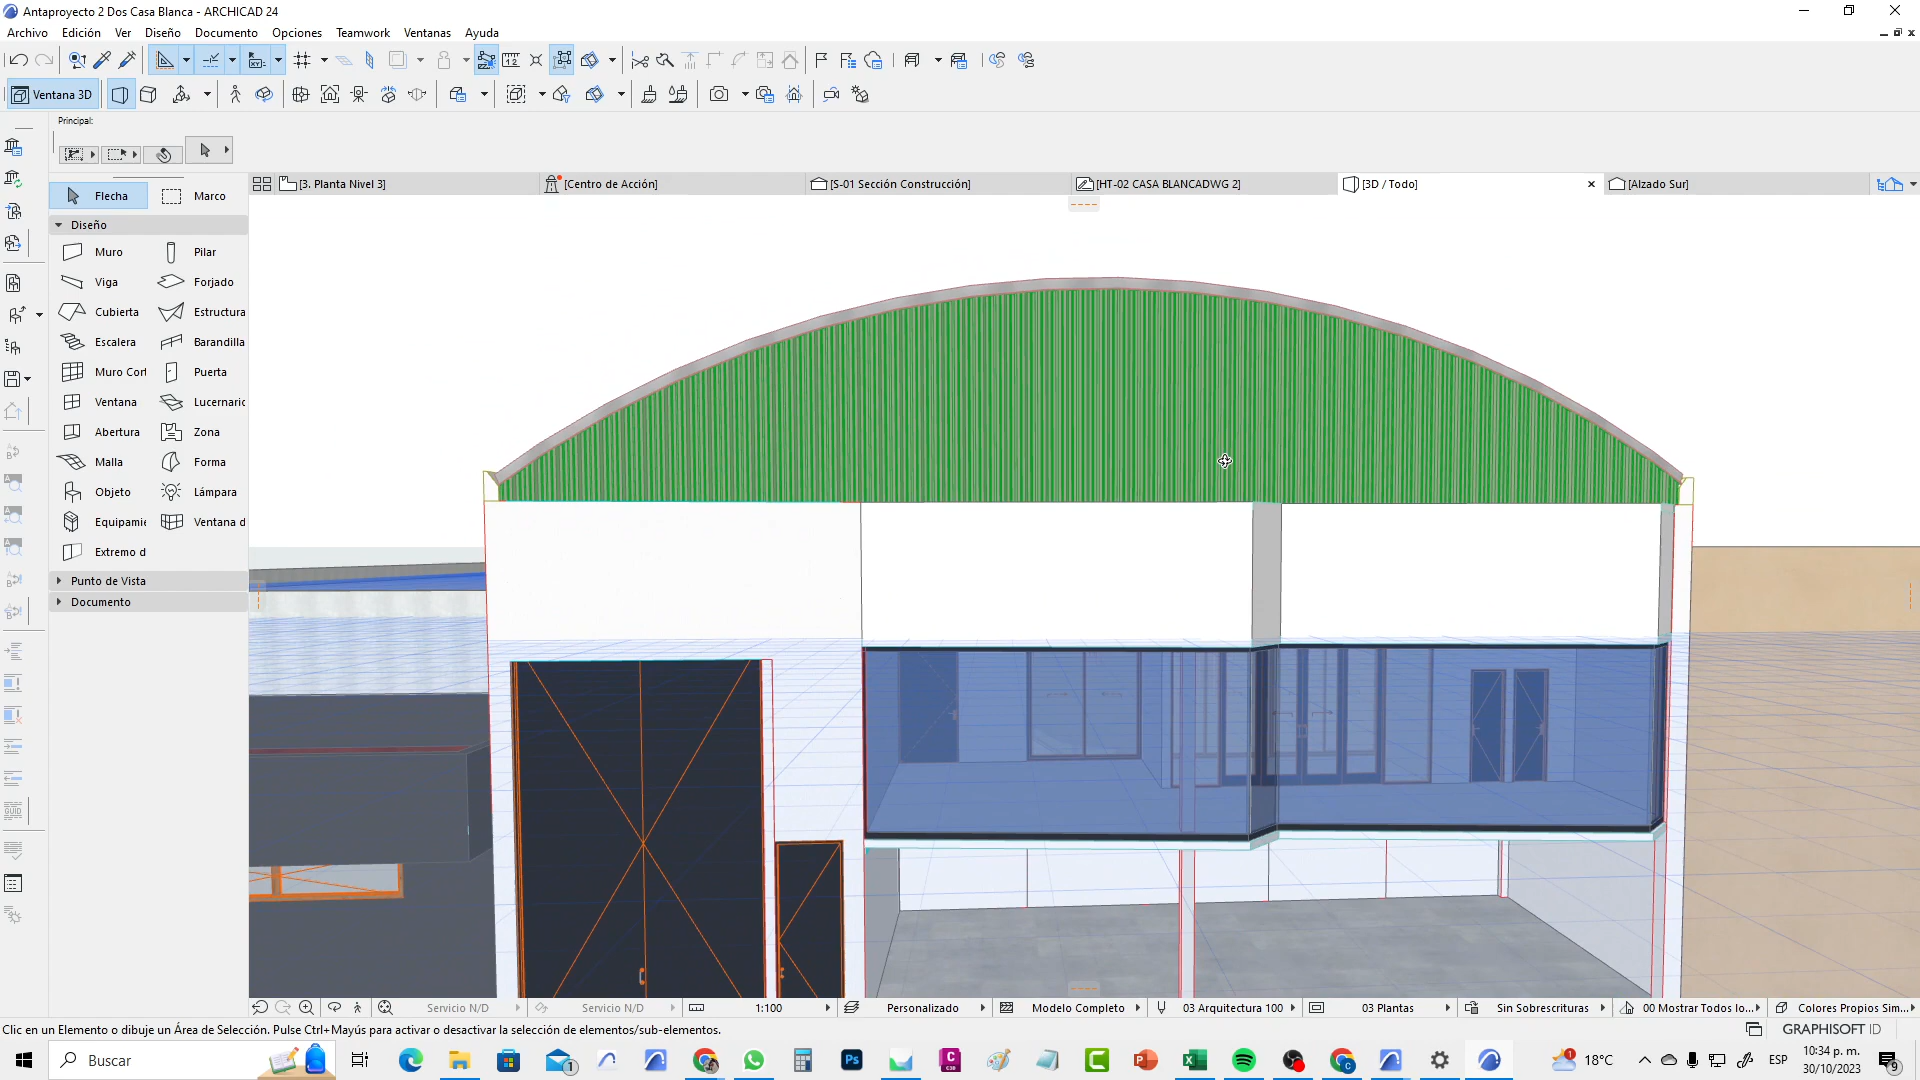 Antaproyecto 2 Dos Casa Blanca - ARCHICAD 24
Archivo Edición Ver Diseño Documento Opciones Teamwork Ventanas Ayuda
Ventana 3D
Principal:
[3. Planta Nivel 3] [Centro de Acción] [S-01 Sección Construcción] [HT-02 CASA BLANCADWG 2] [3D / Todo] [Alzado Sur]
Flecha Marco
Diseño
Muro Pilar
Viga Forjado
Cubierta Estructura
Escalera Barandilla
Muro Cort Puerta
Ventana Lucernario
Abertura Zona
Malla Forma
Objeto Lámpara
Equipamie Ventana d
Extremo d
Punto de Vista
Documento
Servicio N/D Servicio N/D 1:100 Personalizado Modelo Completo 03 Arquitectura 100 03 Plantas Sin Sobrescrituras 00 Mostrar Todos lo... Colores Propios Sim...
Clic en un Elemento o dibuje un Área de Selección. Pulse Ctrl+Mayús para activar o desactivar la selección de elementos/sub-elementos.
GRAPHISOFT ID
Buscar 18°C ESP 10:34 p. m.
30/10/2023